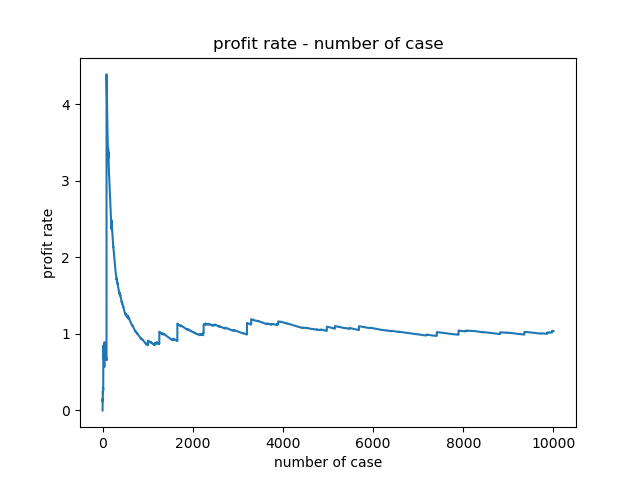 profit rate - number of case
profit rate
4
3
2
1
0
0 2000 4000 6000 8000 10000
number of case